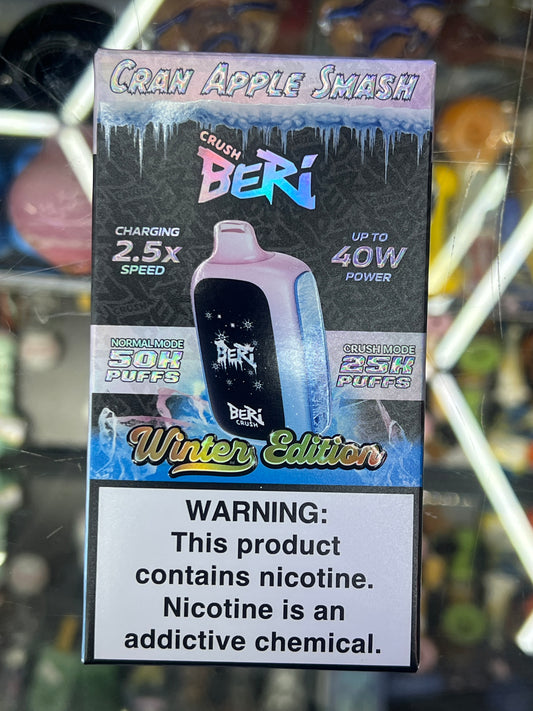 CRAN APPLE SMASH
CRUSH
BERi
CHARGING
2.5x
SPEED
UP TO
40W
POWER
NORMAL MODE
50K
PUFFS
CRUSH MODE
25K
PUFFS
BERi
BERi
CRUSH
Winter Edition
WARNING:
This product
contains nicotine.
Nicotine is an
addictive chemical.